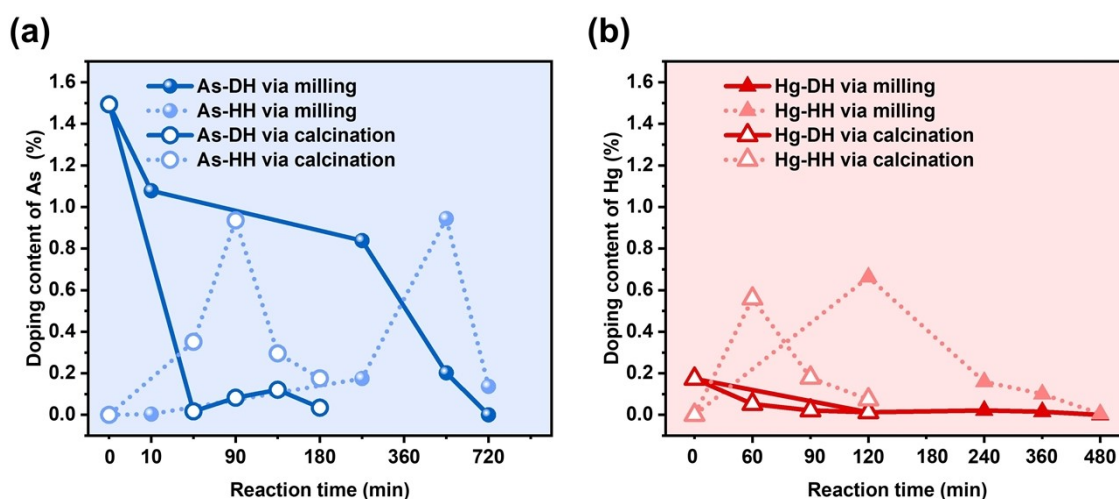 (a)
Doping content of As (%)
1.6
1.4
1.2
1.0
0.8
0.6
0.4
0.2
0.0
As-DH via milling
As-HH via milling
As-DH via calcination
As-HH via calcination
0 10 90 180 360 720
Reaction time (min)
(b)
Doping content of Hg (%)
1.6
1.4
1.2
1.0
0.8
0.6
0.4
0.2
0.0
Hg-DH via milling
Hg-HH via milling
Hg-DH via calcination
Hg-HH via calcination
0 60 90 120 180 240 360 480
Reaction time (min)